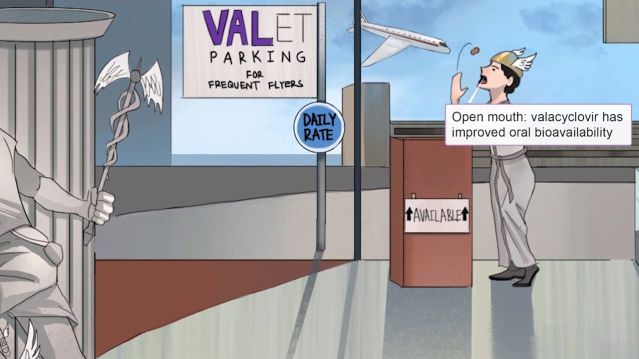 VALET
PARKING
FOR
FREQUENT FLYERS
DAILY
RATE
Open mouth: valacyclovir has
improved oral bioavailability
↑AVAILABLE↑